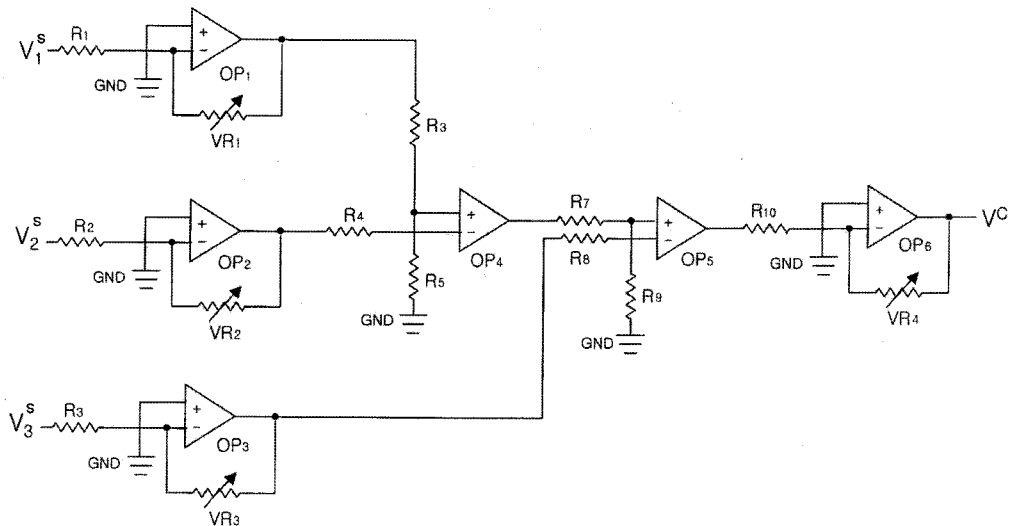 V₁ˢ
R₁
+
−
OP₁
GND
VR₁
R₃
V₂ˢ
R₂
+
−
OP₂
GND
VR₂
R₄
+
−
OP₄
R₅
GND
R₇
R₈
+
−
OP₅
R₉
GND
R₁₀
+
−
OP₆
GND
VR₄
Vᶜ
V₃ˢ
R₃
+
−
OP₃
GND
VR₃